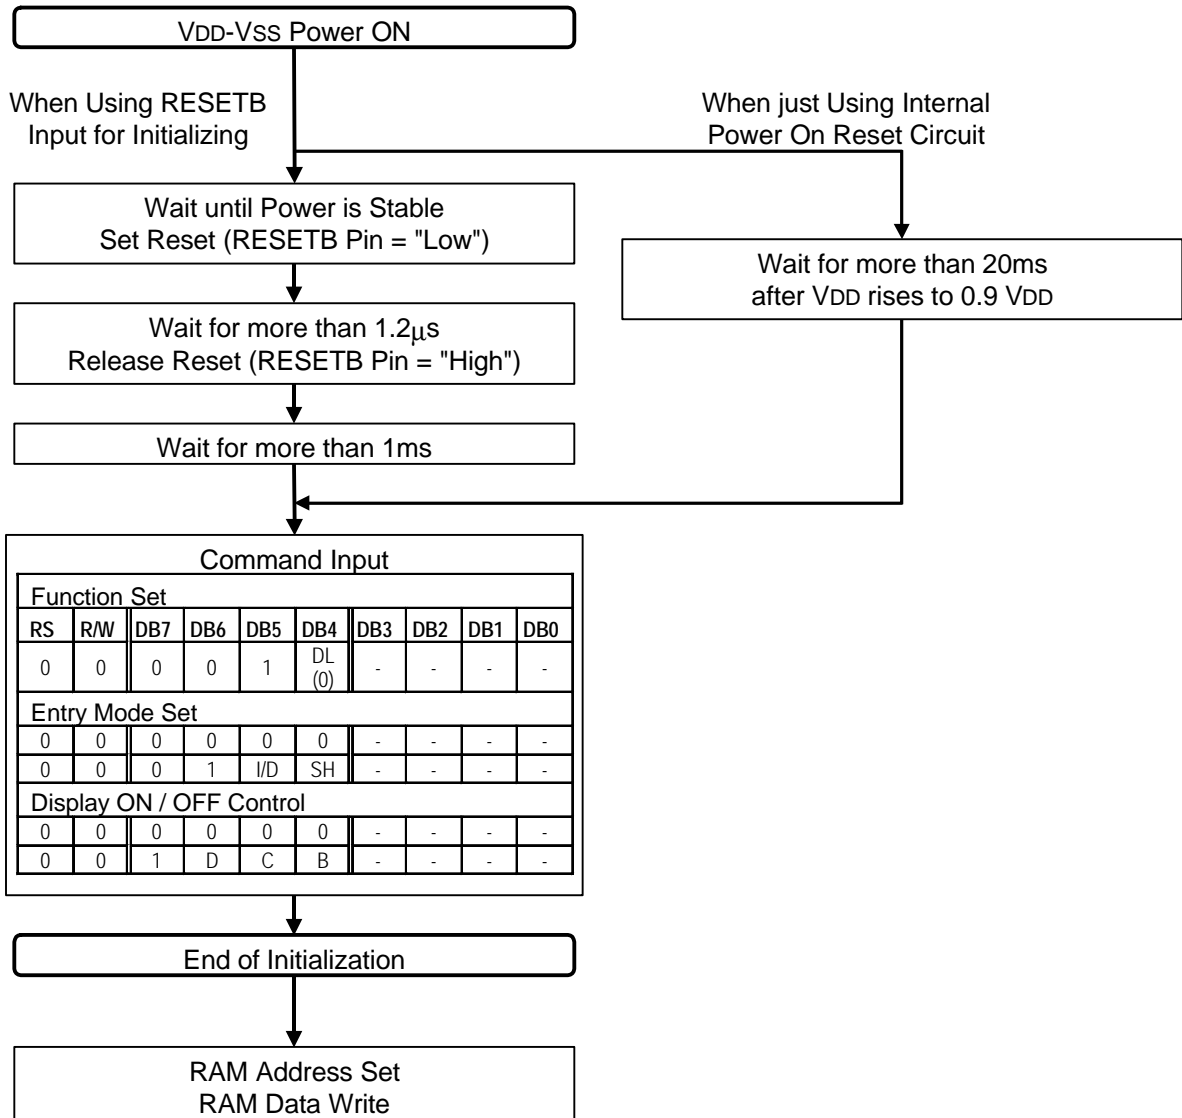 VDD-VSS Power ON
When Using RESETB
Input for Initializing
When just Using Internal
Power On Reset Circuit
Wait until Power is Stable
Set Reset (RESETB Pin = "Low")
Wait for more than 20ms
after VDD rises to 0.9 VDD
Wait for more than 1.2μs
Release Reset (RESETB Pin = "High")
Wait for more than 1ms
Command Input
Function Set
RS R/W DB7 DB6 DB5 DB4 DB3 DB2 DB1 DB0
0 0 0 0 1 DL (0) - - - -
Entry Mode Set
0 0 0 0 0 0 - - - -
0 0 0 1 I/D SH - - - -
Display ON / OFF Control
0 0 0 0 0 0 - - - -
0 0 1 D C B - - - -
End of Initialization
RAM Address Set
RAM Data Write